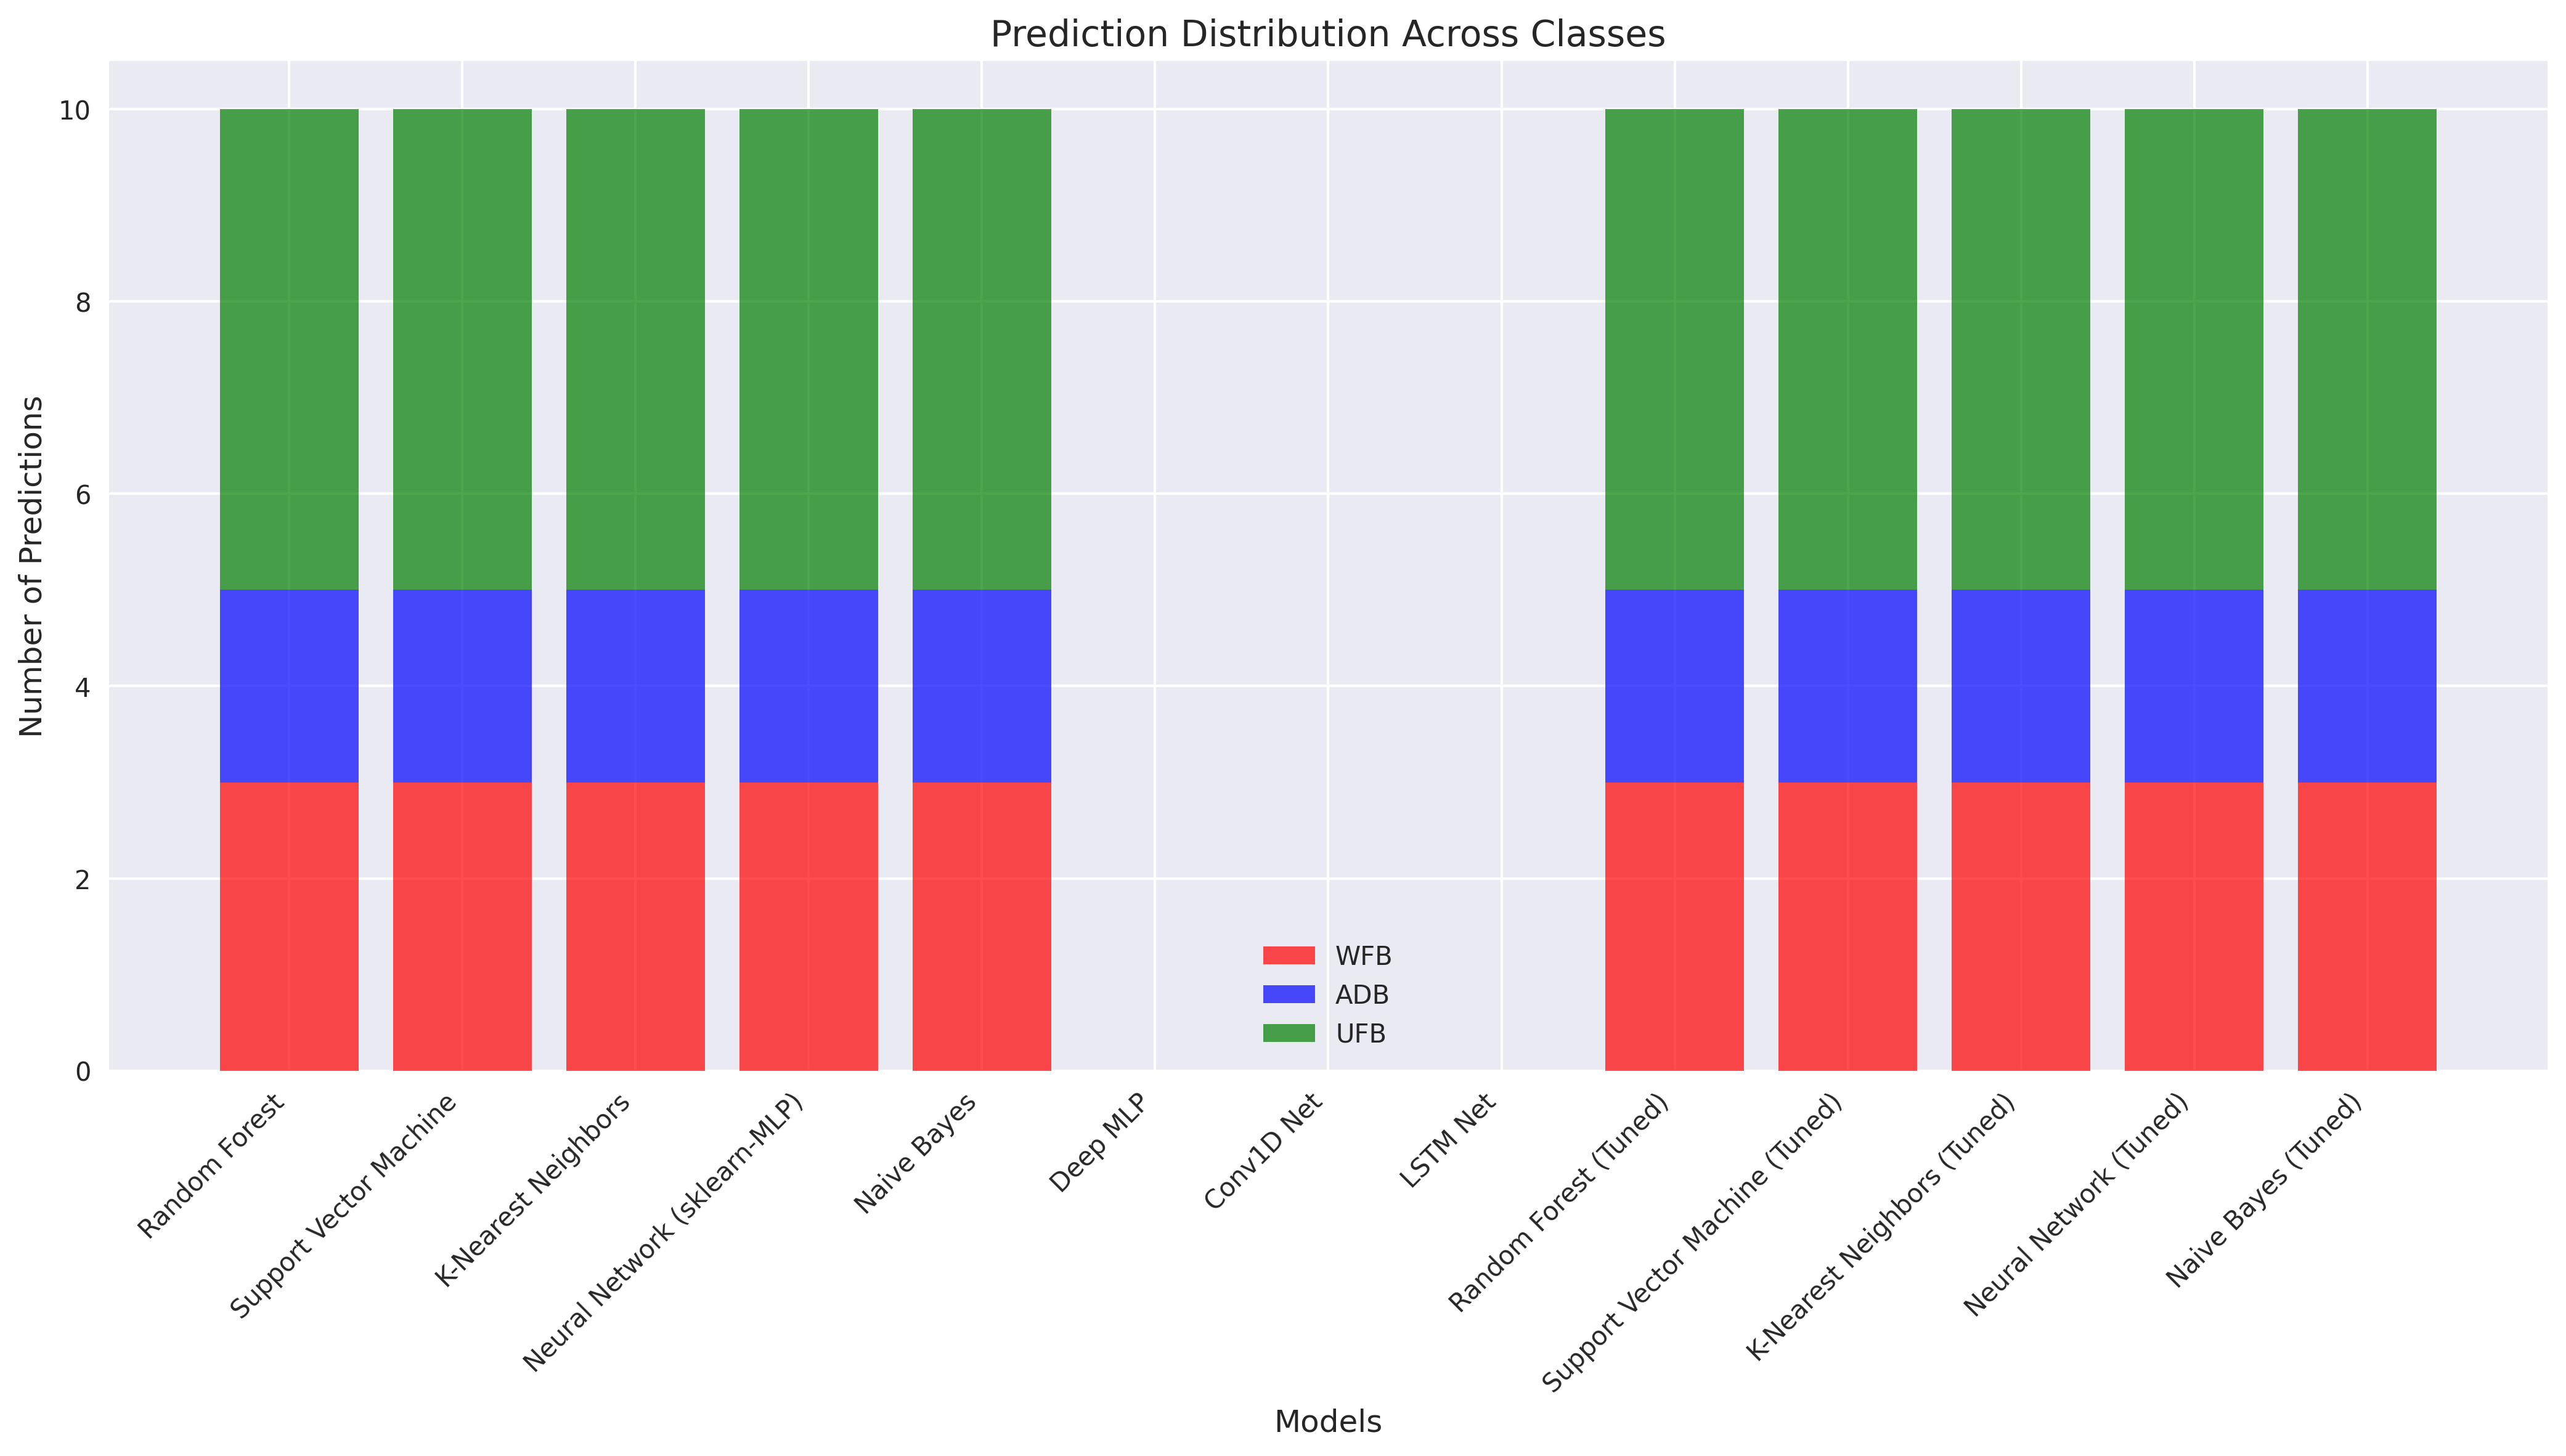 Prediction Distribution Across Classes
Number of Predictions
10
8
6
4
2
0
WFB
ADB
UFB
Random Forest
Support Vector Machine
K-Nearest Neighbors
Neural Network (sklearn-MLP)
Naive Bayes
Deep MLP
Conv1D Net
LSTM Net
Random Forest (Tuned)
Support Vector Machine (Tuned)
K-Nearest Neighbors (Tuned)
Neural Network (Tuned)
Naive Bayes (Tuned)
Models